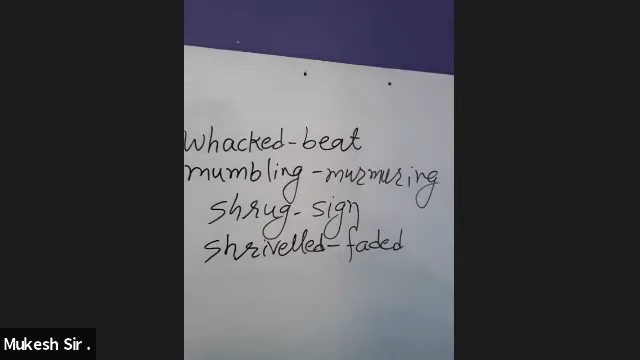 Whacked-beat
mumbling-murmuring
shrug-sign
shrivelled-faded
Mukesh Sir .